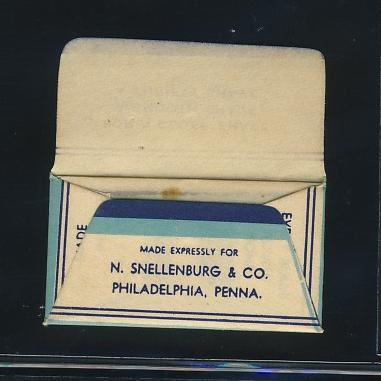 MADE EXPRESSLY FOR
N. SNELLENBURG & CO.
PHILADELPHIA, PENNA.